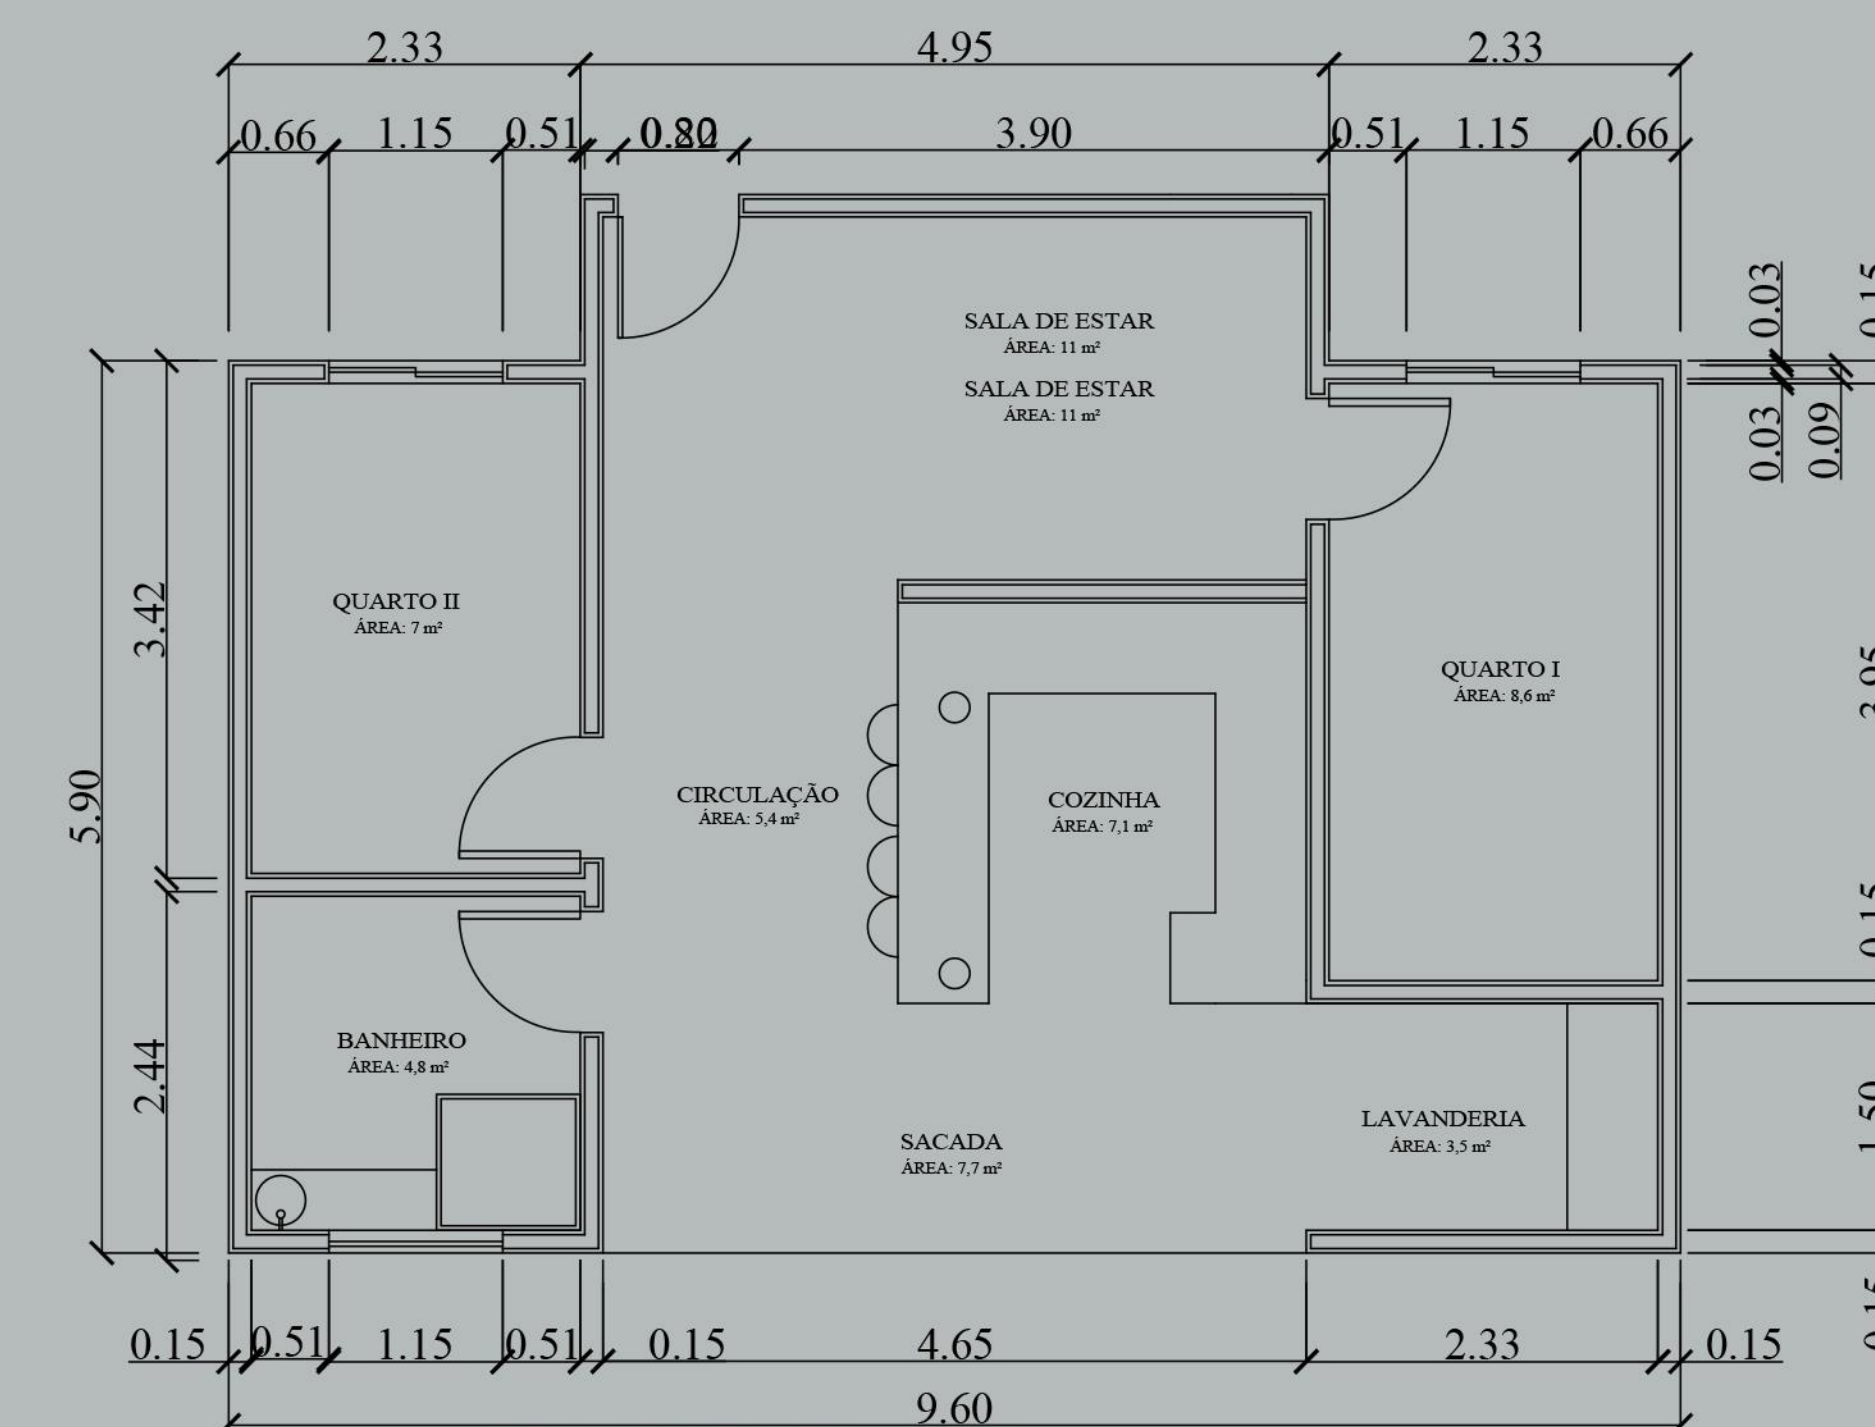 2.33 4.95 2.33
0.66 1.15 0.51 3.90 0.51 1.15 0.66
0.03
0.03
0.09
SALA DE ESTAR
ÁREA: 11 m²
SALA DE ESTAR
ÁREA: 11 m²
QUARTO II
ÁREA: 7 m²
3.42
QUARTO I
ÁREA: 8,6 m²
CIRCULAÇÃO
ÁREA: 5,4 m²
COZINHA
ÁREA: 7,1 m²
5.90
BANHEIRO
ÁREA: 4,8 m²
2.44
SACADA
ÁREA: 7,7 m²
LAVANDERIA
ÁREA: 3,5 m²
0.15 0.51 1.15 0.51 0.15 4.65 2.33 0.15
9.60